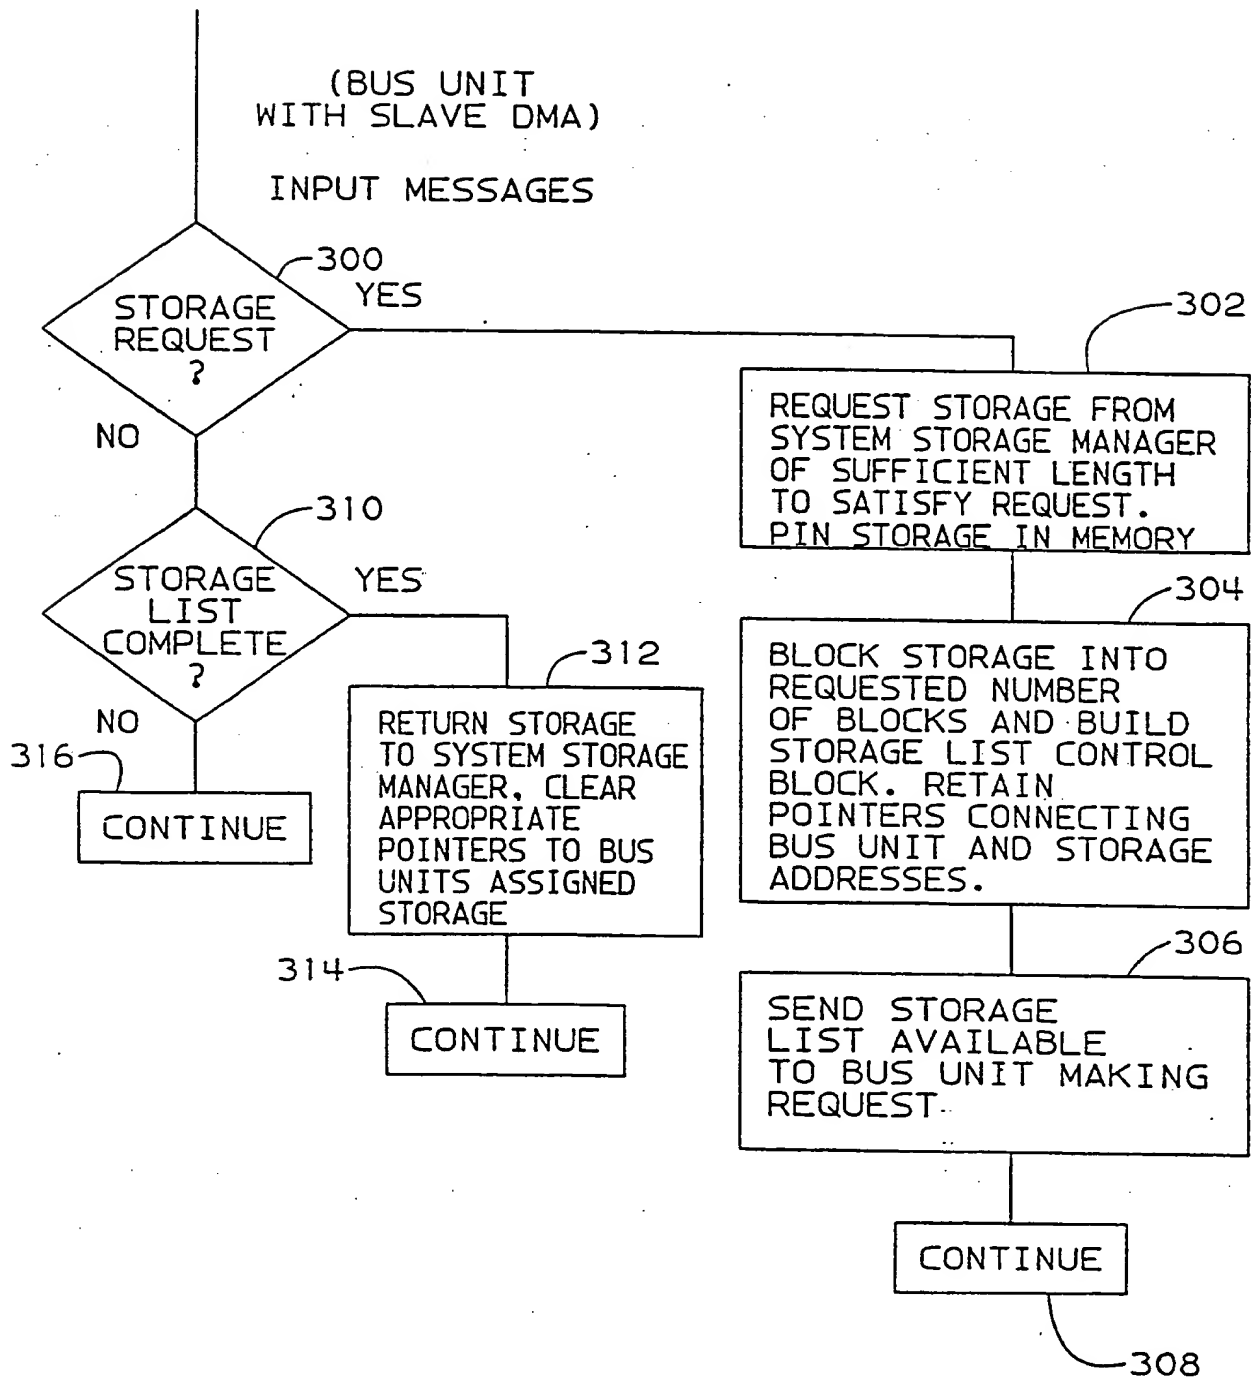 (BUS UNIT
WITH SLAVE DMA)
INPUT MESSAGES
300
YES
STORAGE
REQUEST
?
NO
302
REQUEST STORAGE FROM
SYSTEM STORAGE MANAGER
OF SUFFICIENT LENGTH
TO SATISFY REQUEST.
PIN STORAGE IN MEMORY
310
YES
STORAGE
LIST
COMPLETE
?
NO
304
BLOCK STORAGE INTO
REQUESTED NUMBER
OF BLOCKS AND BUILD
STORAGE LIST CONTROL
BLOCK. RETAIN
POINTERS CONNECTING
BUS UNIT AND STORAGE
ADDRESSES.
312
RETURN STORAGE
TO SYSTEM STORAGE
MANAGER, CLEAR
APPROPRIATE
POINTERS TO BUS
UNITS ASSIGNED
STORAGE
316
CONTINUE
314
CONTINUE
306
SEND STORAGE
LIST AVAILABLE
TO BUS UNIT MAKING
REQUEST
CONTINUE
308